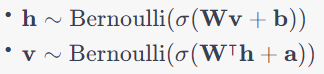 • h ∼ Bernoulli(σ(Wv + b))
• v ∼ Bernoulli(σ(W⊺h + a))